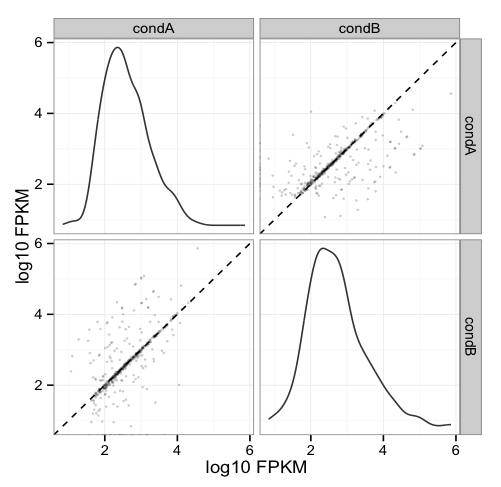 condA condB
6
4
2
condA
log10 FPKM
6
4
2
condB
2 4 6 2 4 6
log10 FPKM